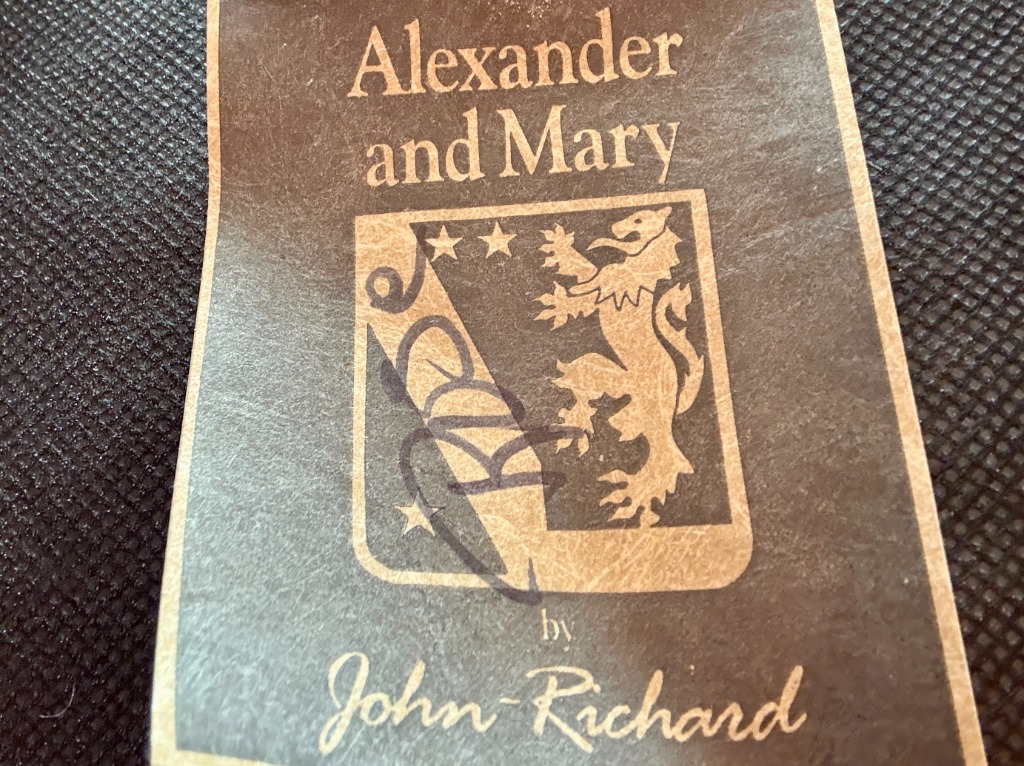 Alexander
and Mary
by
John-Richard